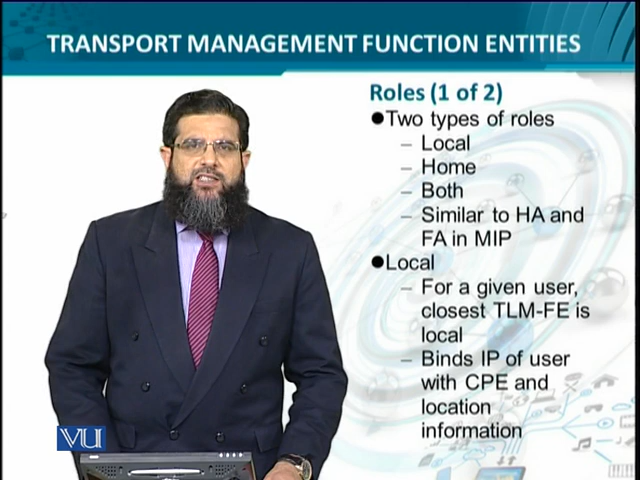 TRANSPORT MANAGEMENT FUNCTION ENTITIES
Roles (1 of 2)
●Two types of roles
– Local
– Home
– Both
– Similar to HA and
FA in MIP
●Local
– For a given user,
closest TLM-FE is
local
– Binds IP of user
with CPE and
location
information
VU